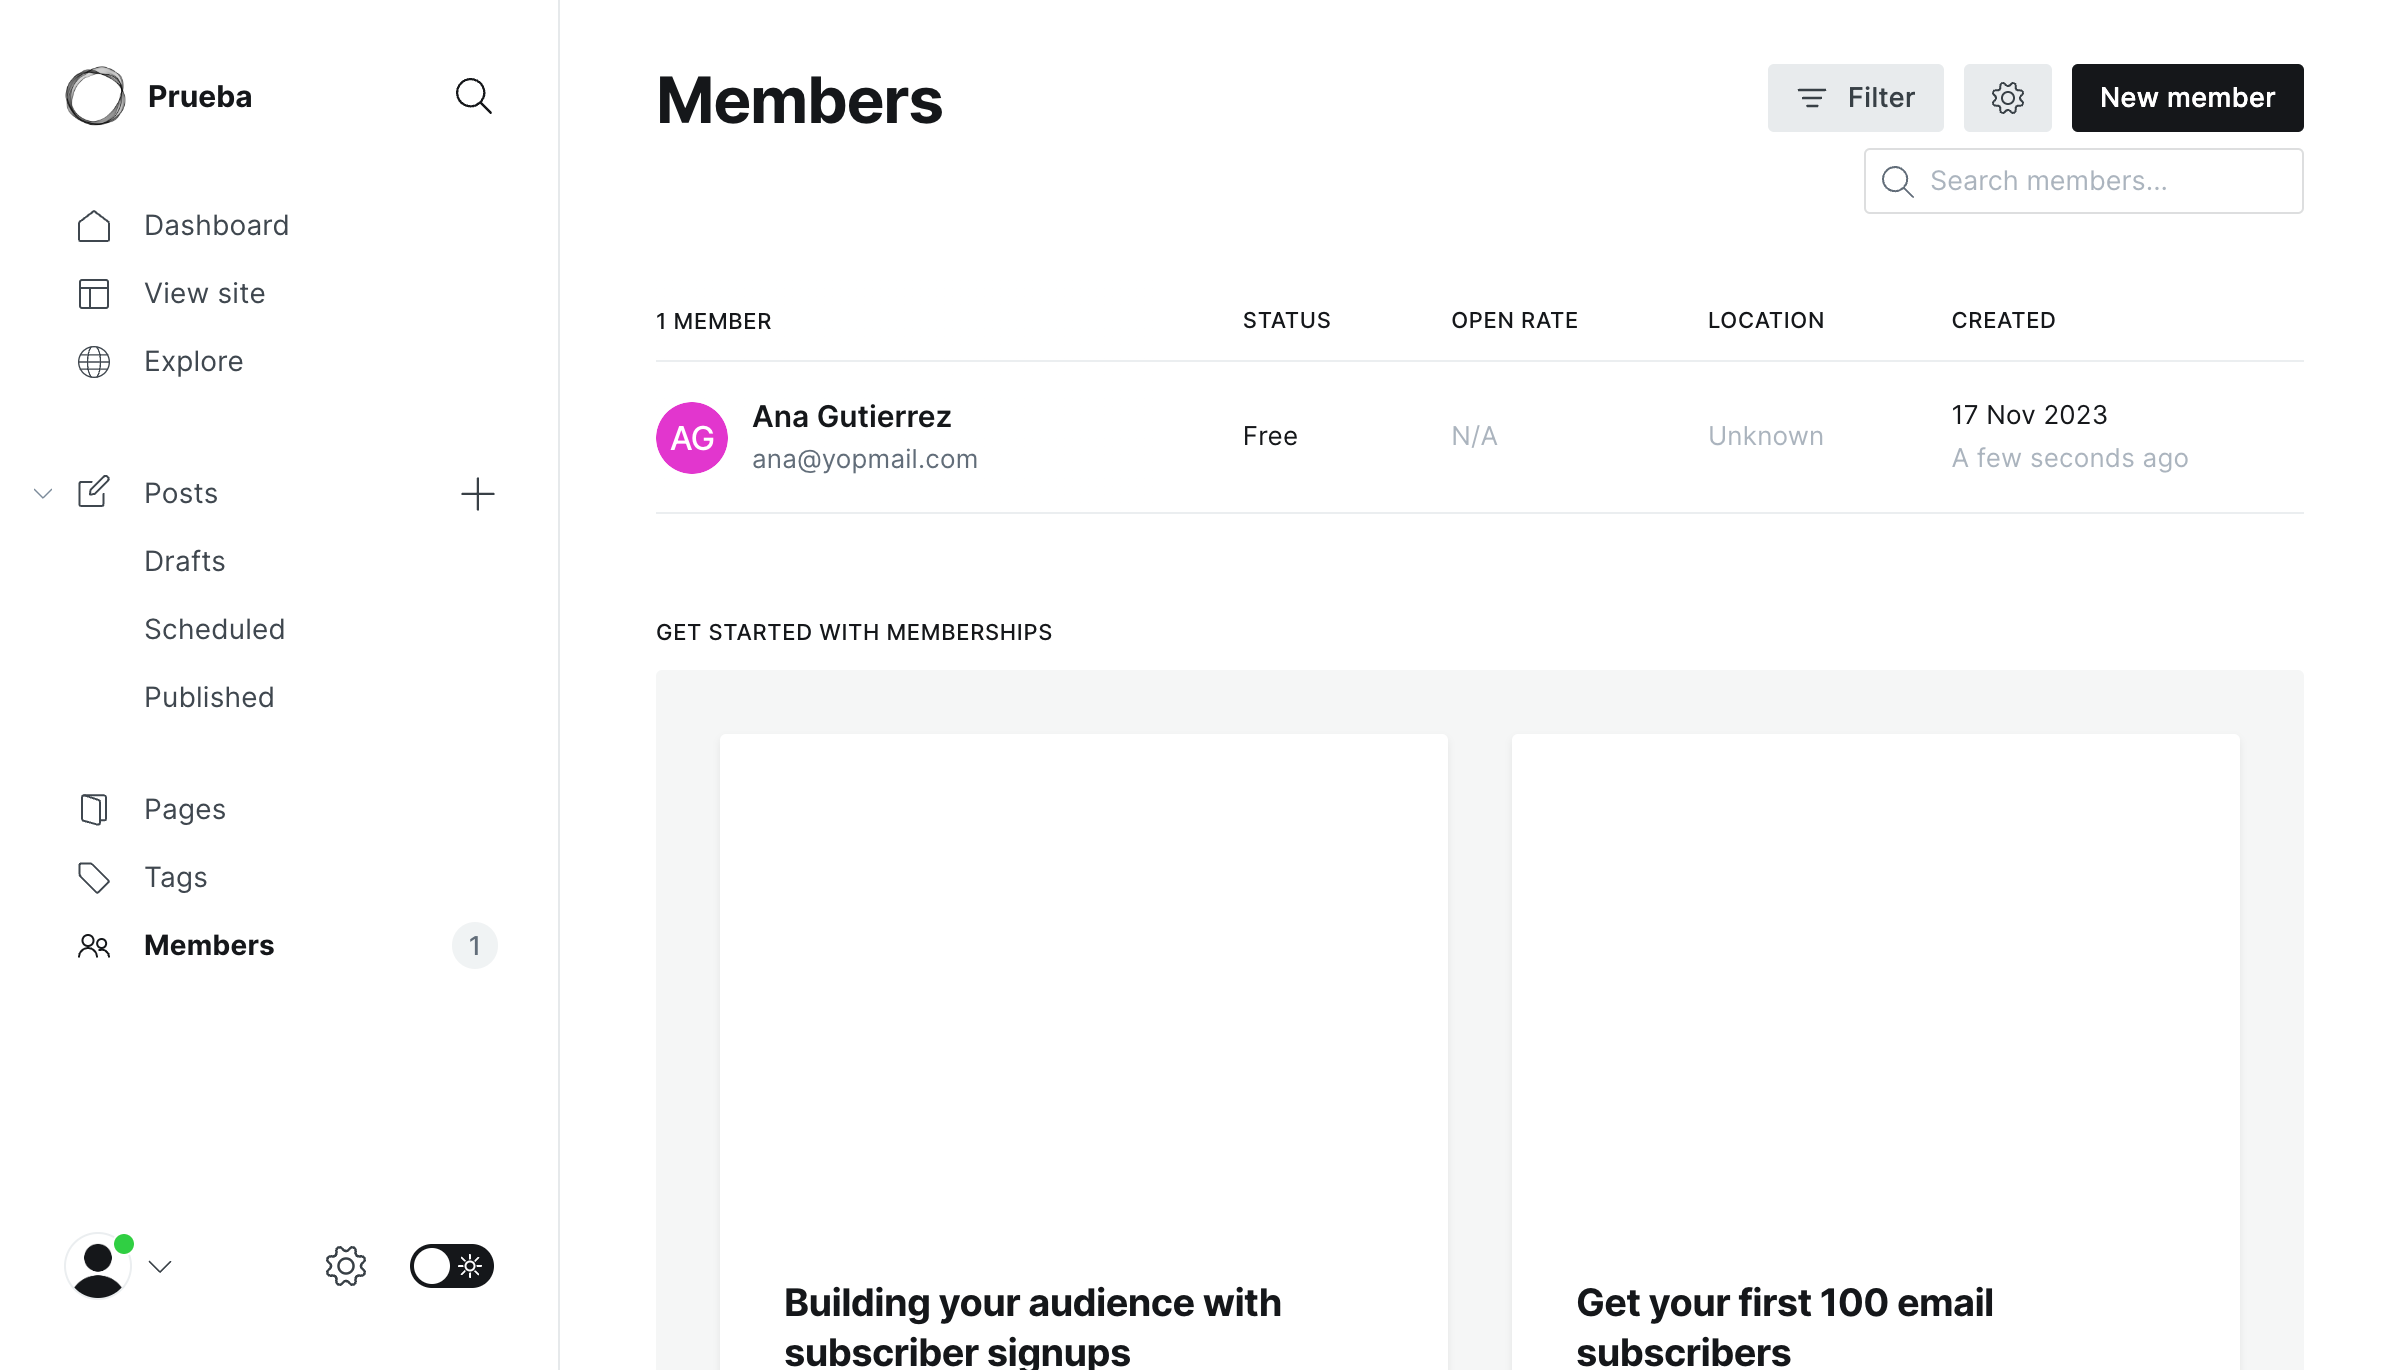 Prueba
Dashboard
View site
Explore
Posts
Drafts
Scheduled
Published
Pages
Tags
Members
1
Members
Filter
New member
Search members...
1 MEMBER STATUS OPEN RATE LOCATION CREATED
AG
Ana Gutierrez
ana@yopmail.com
Free
N/A
Unknown
17 Nov 2023
A few seconds ago
GET STARTED WITH MEMBERSHIPS
Building your audience with
subscriber signups
Get your first 100 email
subscribers